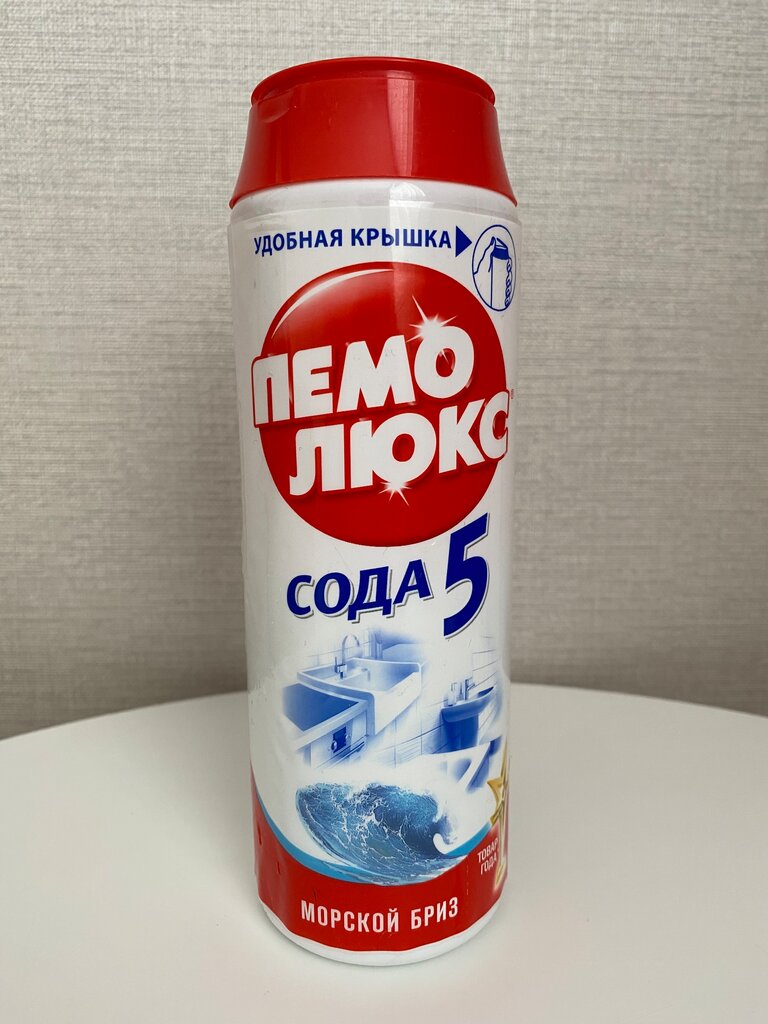 УДОБНАЯ КРЫШКА
ПЕМО
ЛЮКС
СОДА 5
ТОВАР
ГОДА
МОРСКОЙ БРИЗ